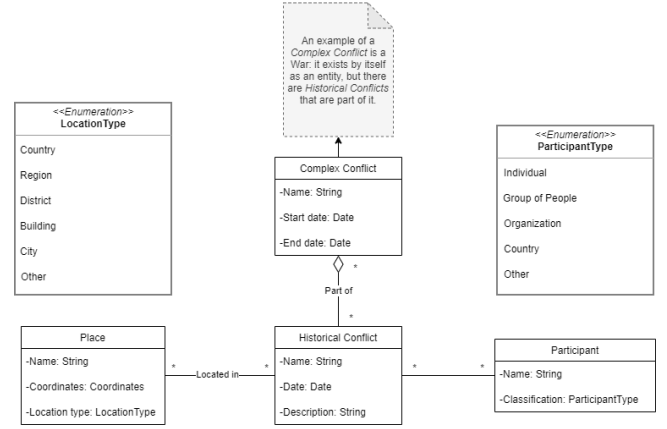 An example of a
Complex Conflict is a
War: it exists by itself
as an entity, but there
are Historical Conflicts
that are part of it.
<<Enumeration>>
LocationType
Country
Region
District
Building
City
Other
<<Enumeration>>
ParticipantType
Individual
Group of People
Organization
Country
Other
Complex Conflict
-Name: String
-Start date: Date
-End date: Date
*
Part of
*
Place
-Name: String
-Coordinates: Coordinates
-Location type: LocationType
*
Located in
*
Historical Conflict
-Name: String
-Date: Date
-Description: String
*
*
Participant
-Name: String
-Classification: ParticipantType